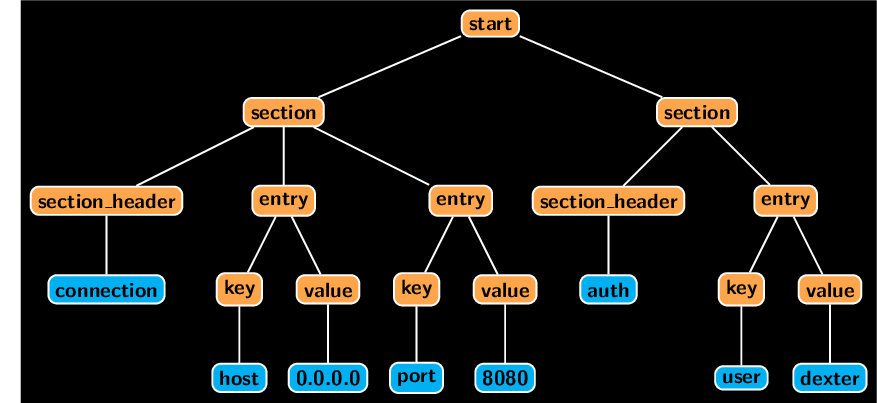 start
section section
section_header entry entry section_header entry
connection key value key value auth key value
host 0.0.0.0 port 8080 user dexter